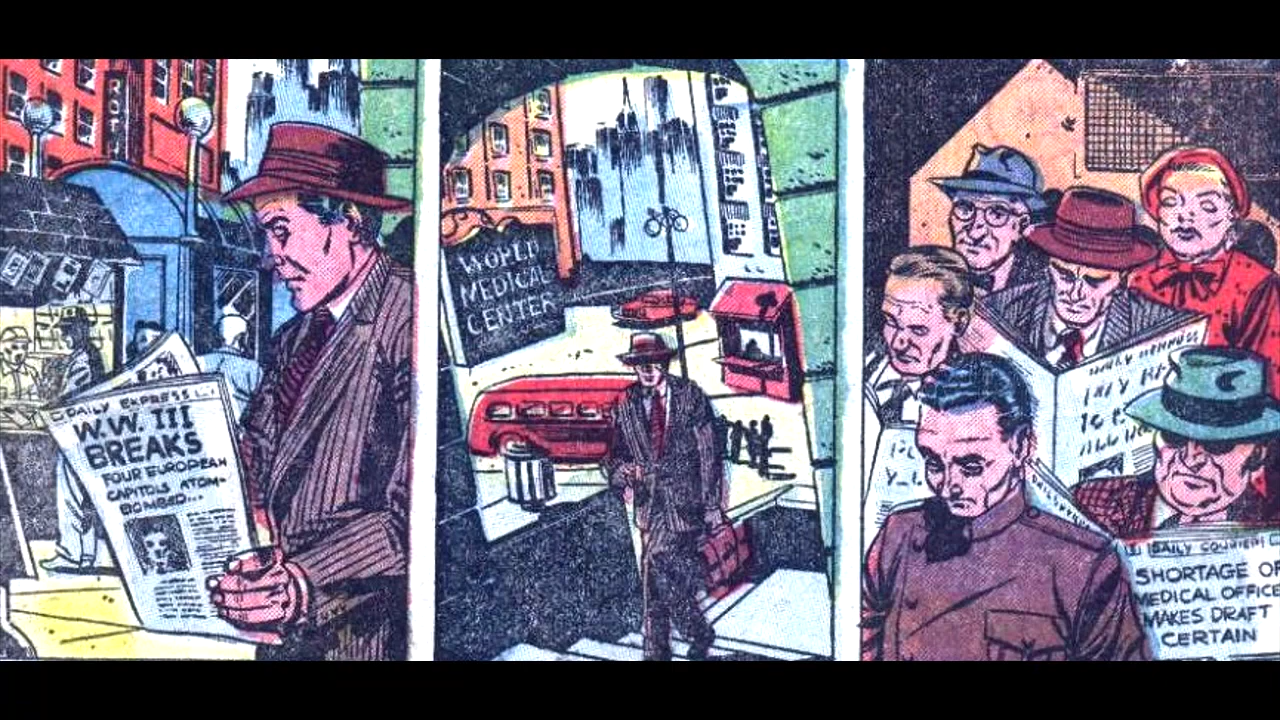 DAILY EXPRESS
W.W. III
BREAKS
FOUR EUROPEAN
CAPITOLS ATOM-
BOMBED...
WORLD
MEDICAL
CENTER
DAILY COURIER
SHORTAGE OF
MEDICAL OFFICE
MAKES DRAFT
CERTAIN